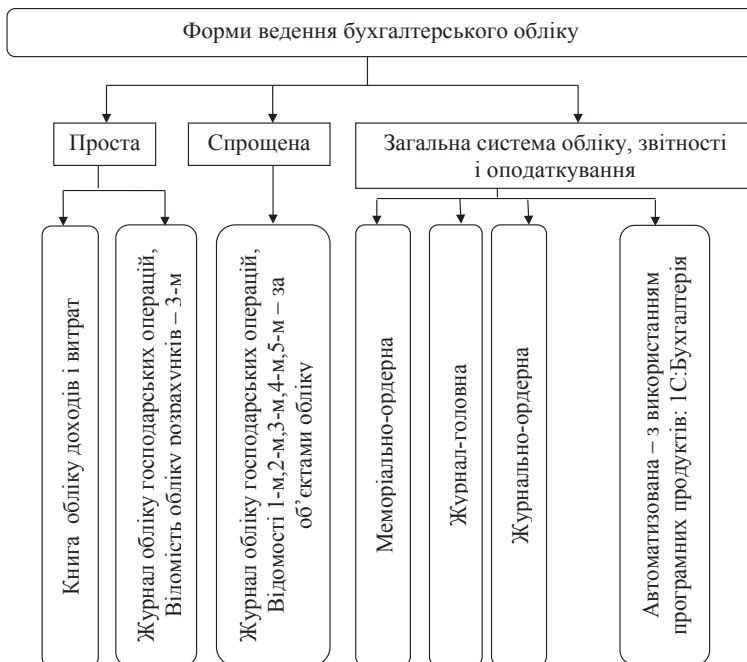 Форми ведення бухгалтерського обліку
Проста
Спрощена
Загальна система обліку, звітності
і оподаткування
Книга обліку доходів і витрат
Журнал обліку господарських операцій,
Відомість обліку розрахунків – 3-м
Журнал обліку господарських операцій,
Відомості 1-м,2-м,3-м,4-м,5-м – за
об`єктами обліку
Меморіально-ордерна
Журнал-головна
Журнально-ордерна
Автоматизована – з використанням
програмних продуктів: 1С:Бухгалтерія